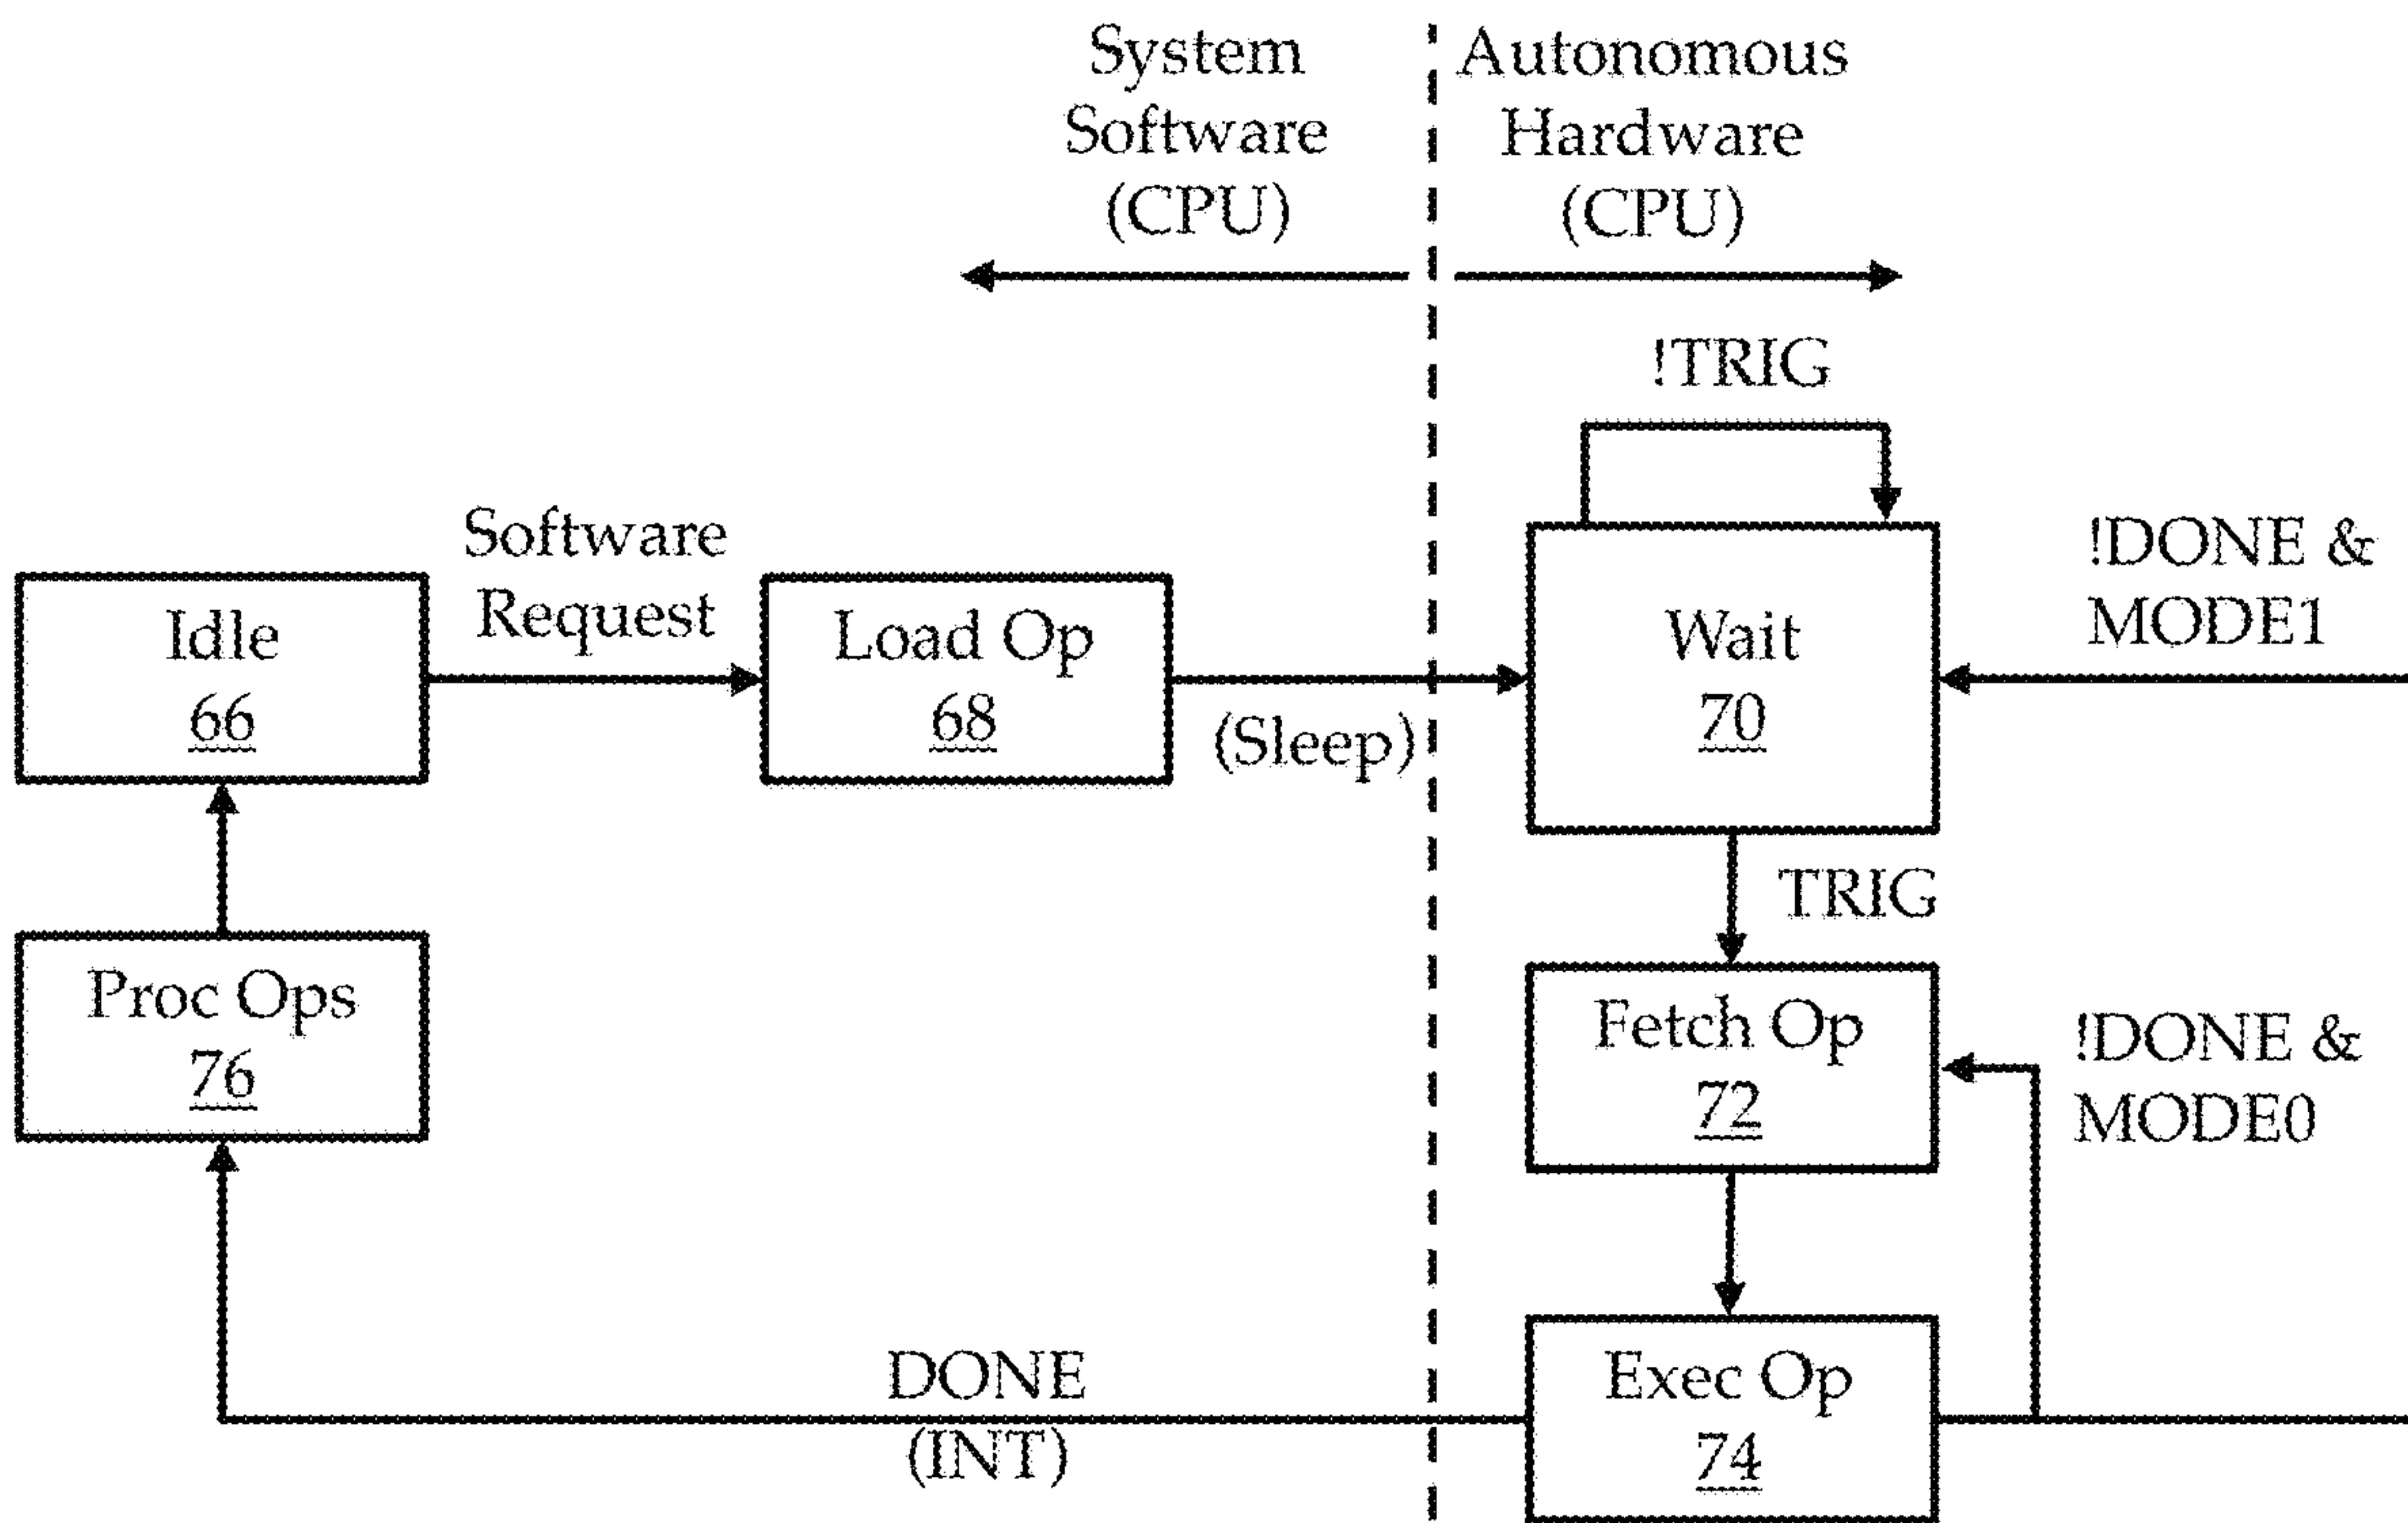 System
Software
(CPU)
Autonomous
Hardware
(CPU)
!TRIG
Software
Request
!DONE &
MODE1
Idle
66
Load Op
68
(Sleep)
Wait
70
TRIG
Proc Ops
76
Fetch Op
72
!DONE &
MODE0
DONE
(INT)
Exec Op
74